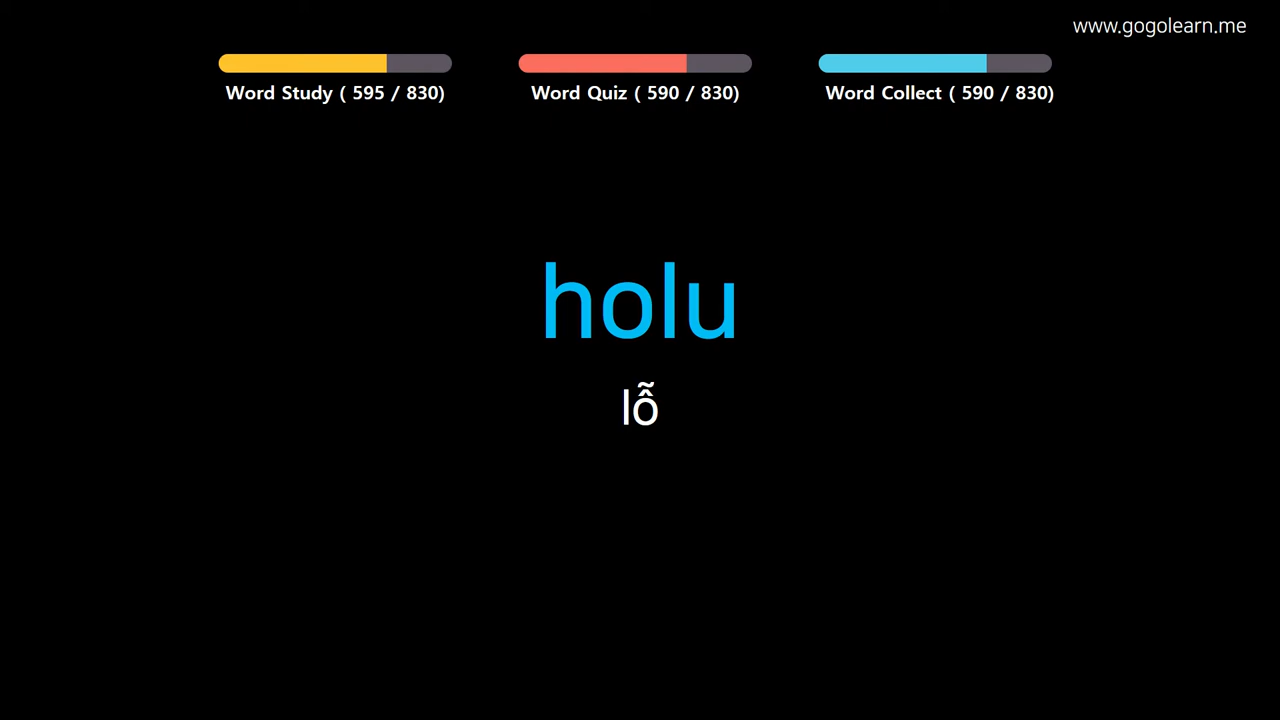 www.gogolearn.me
Word Study ( 595 / 830)
Word Quiz ( 590 / 830)
Word Collect ( 590 / 830)
holu
lỗ